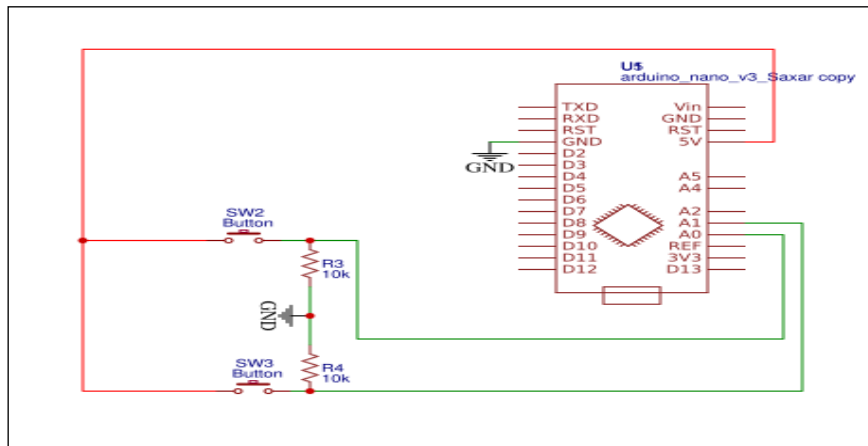 U$
arduino_nano_v3_Saxar copy
TXD
RXD
RST
GND
D2
D3
D4
D5
D6
D7
D8
D9
D10
D11
D12
Vin
GND
RST
5V
A5
A4
A2
A1
A0
REF
3V3
D13
GND
SW2
Button
R3
10k
GND
SW3
Button
R4
10k